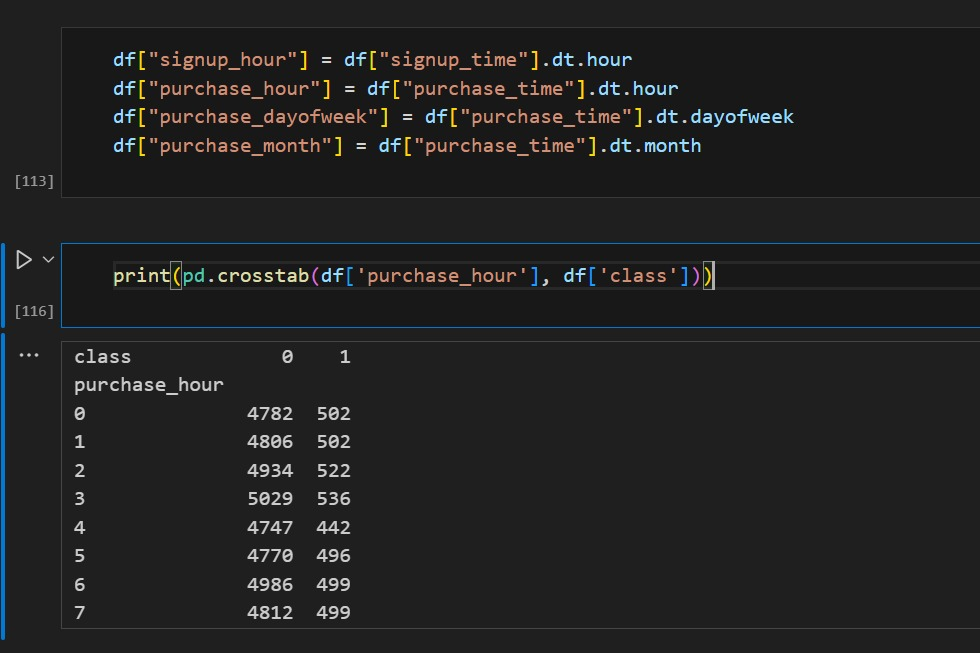 df["signup_hour"] = df["signup_time"].dt.hour
df["purchase_hour"] = df["purchase_time"].dt.hour
df["purchase_dayofweek"] = df["purchase_time"].dt.dayofweek
df["purchase_month"] = df["purchase_time"].dt.month
[113]
print(pd.crosstab(df['purchase_hour'], df['class']))
[116]
class 0 1
purchase_hour
0 4782 502
1 4806 502
2 4934 522
3 5029 536
4 4747 442
5 4770 496
6 4986 499
7 4812 499